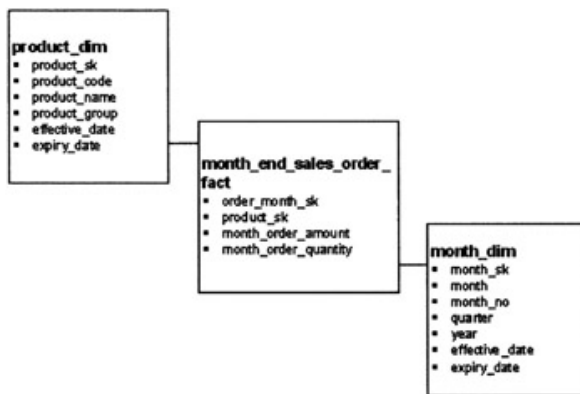 product_dim
▪ product_sk
▪ product_code
▪ product_name
▪ product_group
▪ effective_date
▪ expiry_date
month_end_sales_order_
fact
▪ order_month_sk
▪ product_sk
▪ month_order_amount
▪ month_order_quantity
month_dim
▪ month_sk
▪ month
▪ month_no
▪ quarter
▪ year
▪ effective_date
▪ expiry_date